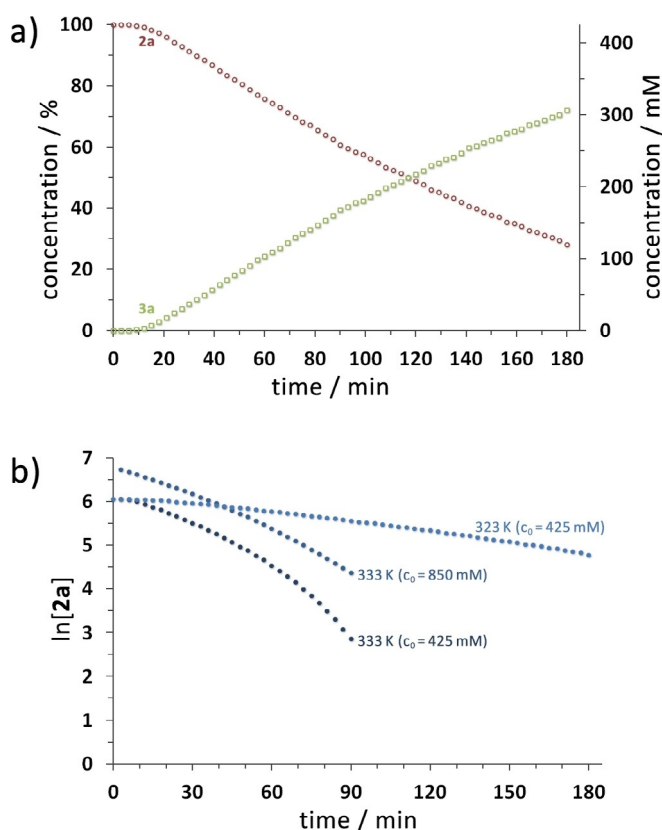 a)
100
80
60
40
20
0
concentration / %
2a
3a
400
300
200
100
0
concentration / mM
0 20 40 60 80 100 120 140 160 180
time / min
b)
7
6
5
4
3
2
1
0
ln[2a]
323 K (c₀ = 425 mM)
333 K (c₀ = 850 mM)
333 K (c₀ = 425 mM)
0 30 60 90 120 150 180
time / min